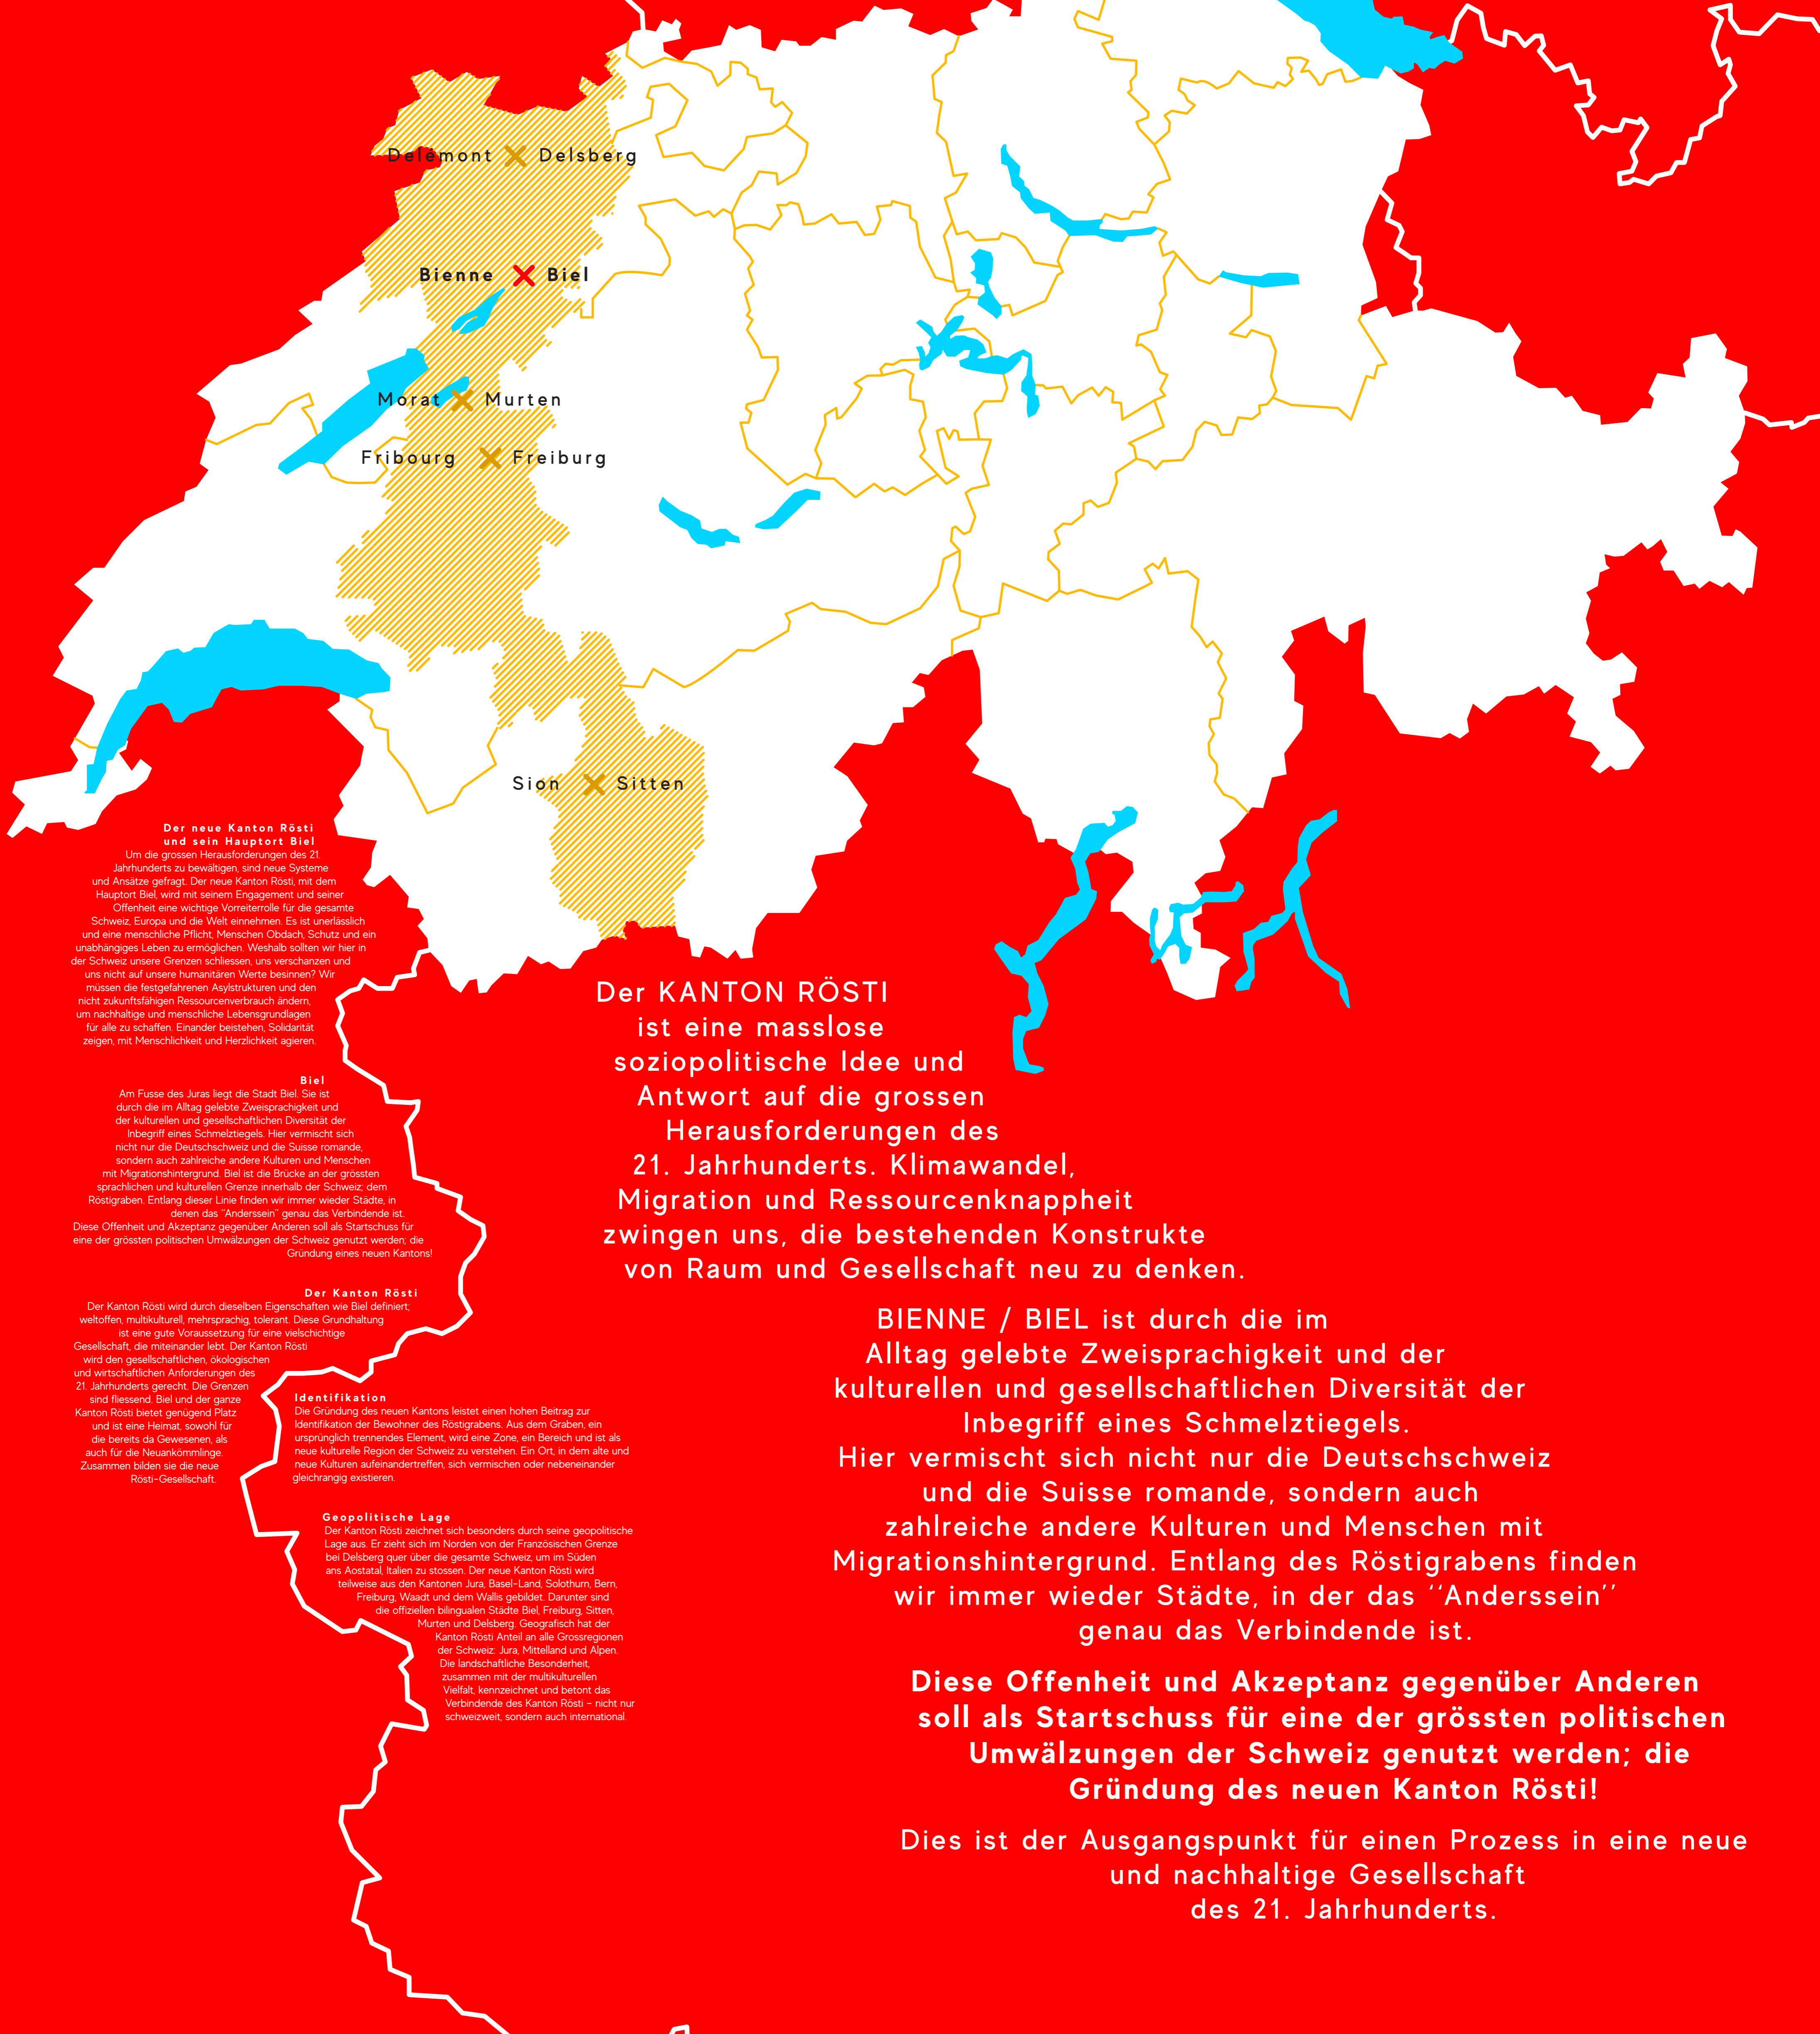 Delémont Delsberg
Bienne Biel
Morat Murten
Fribourg Freiburg
Sion Sitten
Der neue Kanton Rösti
und sein Hauptort Biel
Um die grossen Herausforderungen des 21.
Jahrhunderts zu bewältigen, sind neue Systeme
und Ansätze gefragt. Der neue Kanton Rösti, mit dem
Hauptort Biel, wird mit seinem Engagement und seiner
Offenheit eine wichtige Vorreiterrolle für die gesamte
Schweiz, Europa und die Welt einnehmen. Es ist unerlässlich
und eine menschliche Pflicht, Menschen Obdach, Schutz und ein
unabhängiges Leben zu ermöglichen. Weshalb sollten wir hier in
der Schweiz unsere Grenzen schliessen, uns verschanzen und
uns nicht auf unsere humanitären Werte besinnen? Wir
müssen die festgefahrenen Asylstrukturen und den
nicht zukunftsfähigen Ressourcenverbrauch ändern,
um nachhaltige und menschliche Lebensgrundlagen
für alle zu schaffen. Einander beistehen, Solidarität
zeigen, mit Menschlichkeit und Herzlichkeit agieren.
Biel
Am Fusse des Juras liegt die Stadt Biel. Sie ist
durch die im Alltag gelebte Zweisprachigkeit und
der kulturellen und gesellschaftlichen Diversität der
Inbegriff eines Schmelztiegels. Hier vermischt sich
nicht nur die Deutschschweiz und die Suisse romande,
sondern auch zahlreiche andere Kulturen und Menschen
mit Migrationshintergrund. Biel ist die Brücke an der grössten
sprachlichen und kulturellen Grenze innerhalb der Schweiz; dem
Röstigraben. Entlang dieser Linie finden wir immer wieder Städte, in
denen das ‘‘Anderssein’’ genau das Verbindende ist.
Diese Offenheit und Akzeptanz gegenüber Anderen soll als Startschuss für
eine der grössten politischen Umwälzungen der Schweiz genutzt werden; die
Gründung eines neuen Kantons!
Der Kanton Rösti
Der Kanton Rösti wird durch dieselben Eigenschaften wie Biel definiert;
weltoffen, multikulturell, mehrsprachig, tolerant. Diese Grundhaltung
ist eine gute Voraussetzung für eine vielschichtige
Gesellschaft, die miteinander lebt. Der Kanton Rösti
wird den gesellschaftlichen, ökologischen
und wirtschaftlichen Anforderungen des
21. Jahrhunderts gerecht. Die Grenzen
sind fliessend. Biel und der ganze
Kanton Rösti bietet genügend Platz
und ist eine Heimat, sowohl für
die bereits da Gewesenen, als
auch für die Neuankömmlinge.
Zusammen bilden sie die neue
Rösti-Gesellschaft.
Identifikation
Die Gründung des neuen Kantons leistet einen hohen Beitrag zur
Identifikation der Bewohner des Röstigrabens. Aus dem Graben, ein
ursprünglich trennendes Element, wird eine Zone, ein Bereich und ist als
neue kulturelle Region der Schweiz zu verstehen. Ein Ort, in dem alte und
neue Kulturen aufeinandertreffen, sich vermischen oder nebeneinander
gleichrangig existieren.
Geopolitische Lage
Der Kanton Rösti zeichnet sich besonders durch seine geopolitische
Lage aus. Er zieht sich im Norden von der Französischen Grenze
bei Delsberg quer über die gesamte Schweiz, um im Süden
ans Aostatal, Italien zu stossen. Der neue Kanton Rösti wird
teilweise aus den Kantonen Jura, Basel-Land, Solothurn, Bern,
Freiburg, Waadt und dem Wallis gebildet. Darunter sind
die offiziellen bilingualen Städte Biel, Freiburg, Sitten,
Murten und Delsberg. Geografisch hat der
Kanton Rösti Anteil an alle Grossregionen
der Schweiz: Jura, Mittelland und Alpen.
Die landschaftliche Besonderheit,
zusammen mit der multikulturellen
Vielfalt, kennzeichnet und betont das
Verbindende des Kanton Rösti – nicht nur
schweizweit, sondern auch international.
Der KANTON RÖSTI
ist eine masslose
soziopolitische Idee und
Antwort auf die grossen
Herausforderungen des
21. Jahrhunderts. Klimawandel,
Migration und Ressourcenknappheit
zwingen uns, die bestehenden Konstrukte
von Raum und Gesellschaft neu zu denken.
BIENNE / BIEL ist durch die im
Alltag gelebte Zweisprachigkeit und der
kulturellen und gesellschaftlichen Diversität der
Inbegriff eines Schmelztiegels.
Hier vermischt sich nicht nur die Deutschschweiz
und die Suisse romande, sondern auch
zahlreiche andere Kulturen und Menschen mit
Migrationshintergrund. Entlang des Röstigrabens finden
wir immer wieder Städte, in der das ‘‘Anderssein’’
genau das Verbindende ist.
Diese Offenheit und Akzeptanz gegenüber Anderen
soll als Startschuss für eine der grössten politischen
Umwälzungen der Schweiz genutzt werden; die
Gründung des neuen Kanton Rösti!
Dies ist der Ausgangspunkt für einen Prozess in eine neue
und nachhaltige Gesellschaft
des 21. Jahrhunderts.